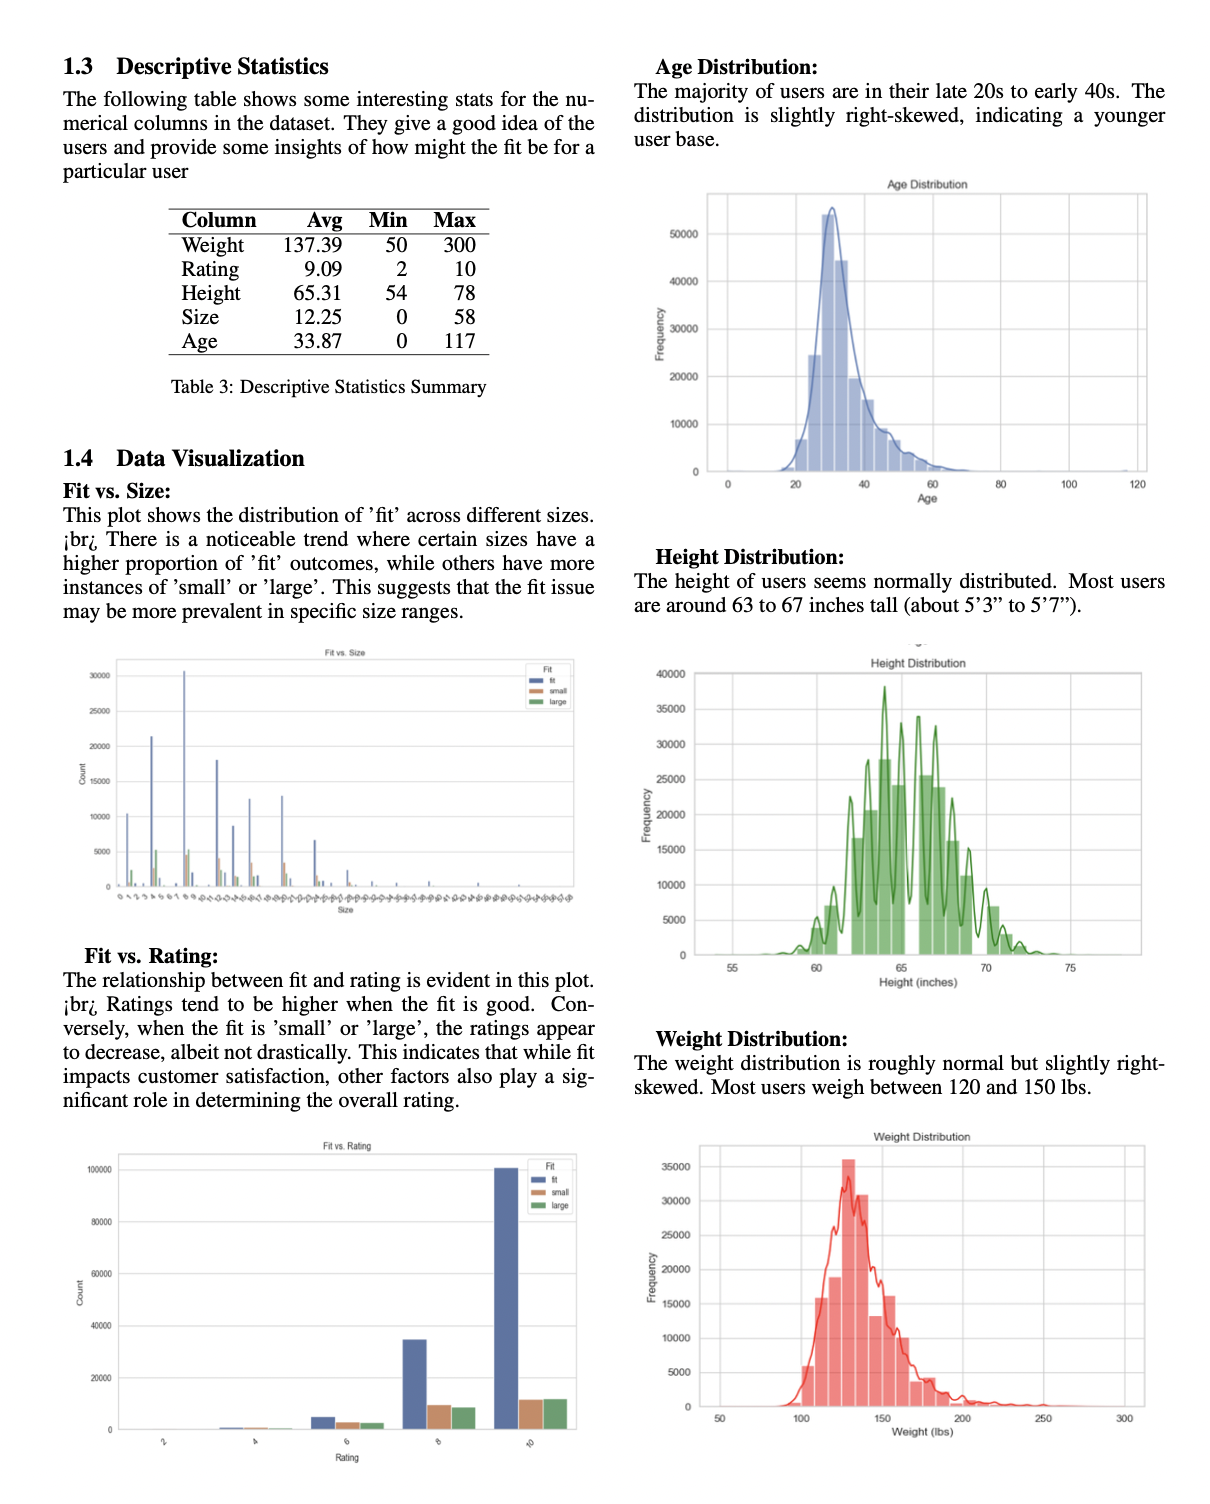 1.3 Descriptive Statistics
The following table shows some interesting stats for the nu-
merical columns in the dataset. They give a good idea of the
users and provide some insights of how might the fit be for a
particular user
Column Avg Min Max
Weight 137.39 50 300
Rating 9.09 2 10
Height 65.31 54 78
Size 12.25 0 58
Age 33.87 0 117
Table 3: Descriptive Statistics Summary
1.4 Data Visualization
Fit vs. Size:
This plot shows the distribution of ’fit’ across different sizes.
¡br¿ There is a noticeable trend where certain sizes have a
higher proportion of ’fit’ outcomes, while others have more
instances of ’small’ or ’large’. This suggests that the fit issue
may be more prevalent in specific size ranges.
Fit vs. Size
Fit
fit
small
large
30000
25000
20000
15000
10000
5000
0
Count
Size
Fit vs. Rating:
The relationship between fit and rating is evident in this plot.
¡br¿ Ratings tend to be higher when the fit is good. Con-
versely, when the fit is ’small’ or ’large’, the ratings appear
to decrease, albeit not drastically. This indicates that while fit
impacts customer satisfaction, other factors also play a sig-
nificant role in determining the overall rating.
Fit vs. Rating
Fit
fit
small
large
100000
80000
60000
40000
20000
0
Count
2 4 6 8 10
Rating
Age Distribution:
The majority of users are in their late 20s to early 40s. The
distribution is slightly right-skewed, indicating a younger
user base.
Age Distribution
50000
40000
30000
20000
10000
0
Frequency
0 20 40 60 80 100 120
Age
Height Distribution:
The height of users seems normally distributed. Most users
are around 63 to 67 inches tall (about 5’3” to 5’7”).
Height Distribution
40000
35000
30000
25000
20000
15000
10000
5000
0
Frequency
55 60 65 70 75
Height (inches)
Weight Distribution:
The weight distribution is roughly normal but slightly right-
skewed. Most users weigh between 120 and 150 lbs.
Weight Distribution
35000
30000
25000
20000
15000
10000
5000
0
Frequency
50 100 150 200 250 300
Weight (lbs)